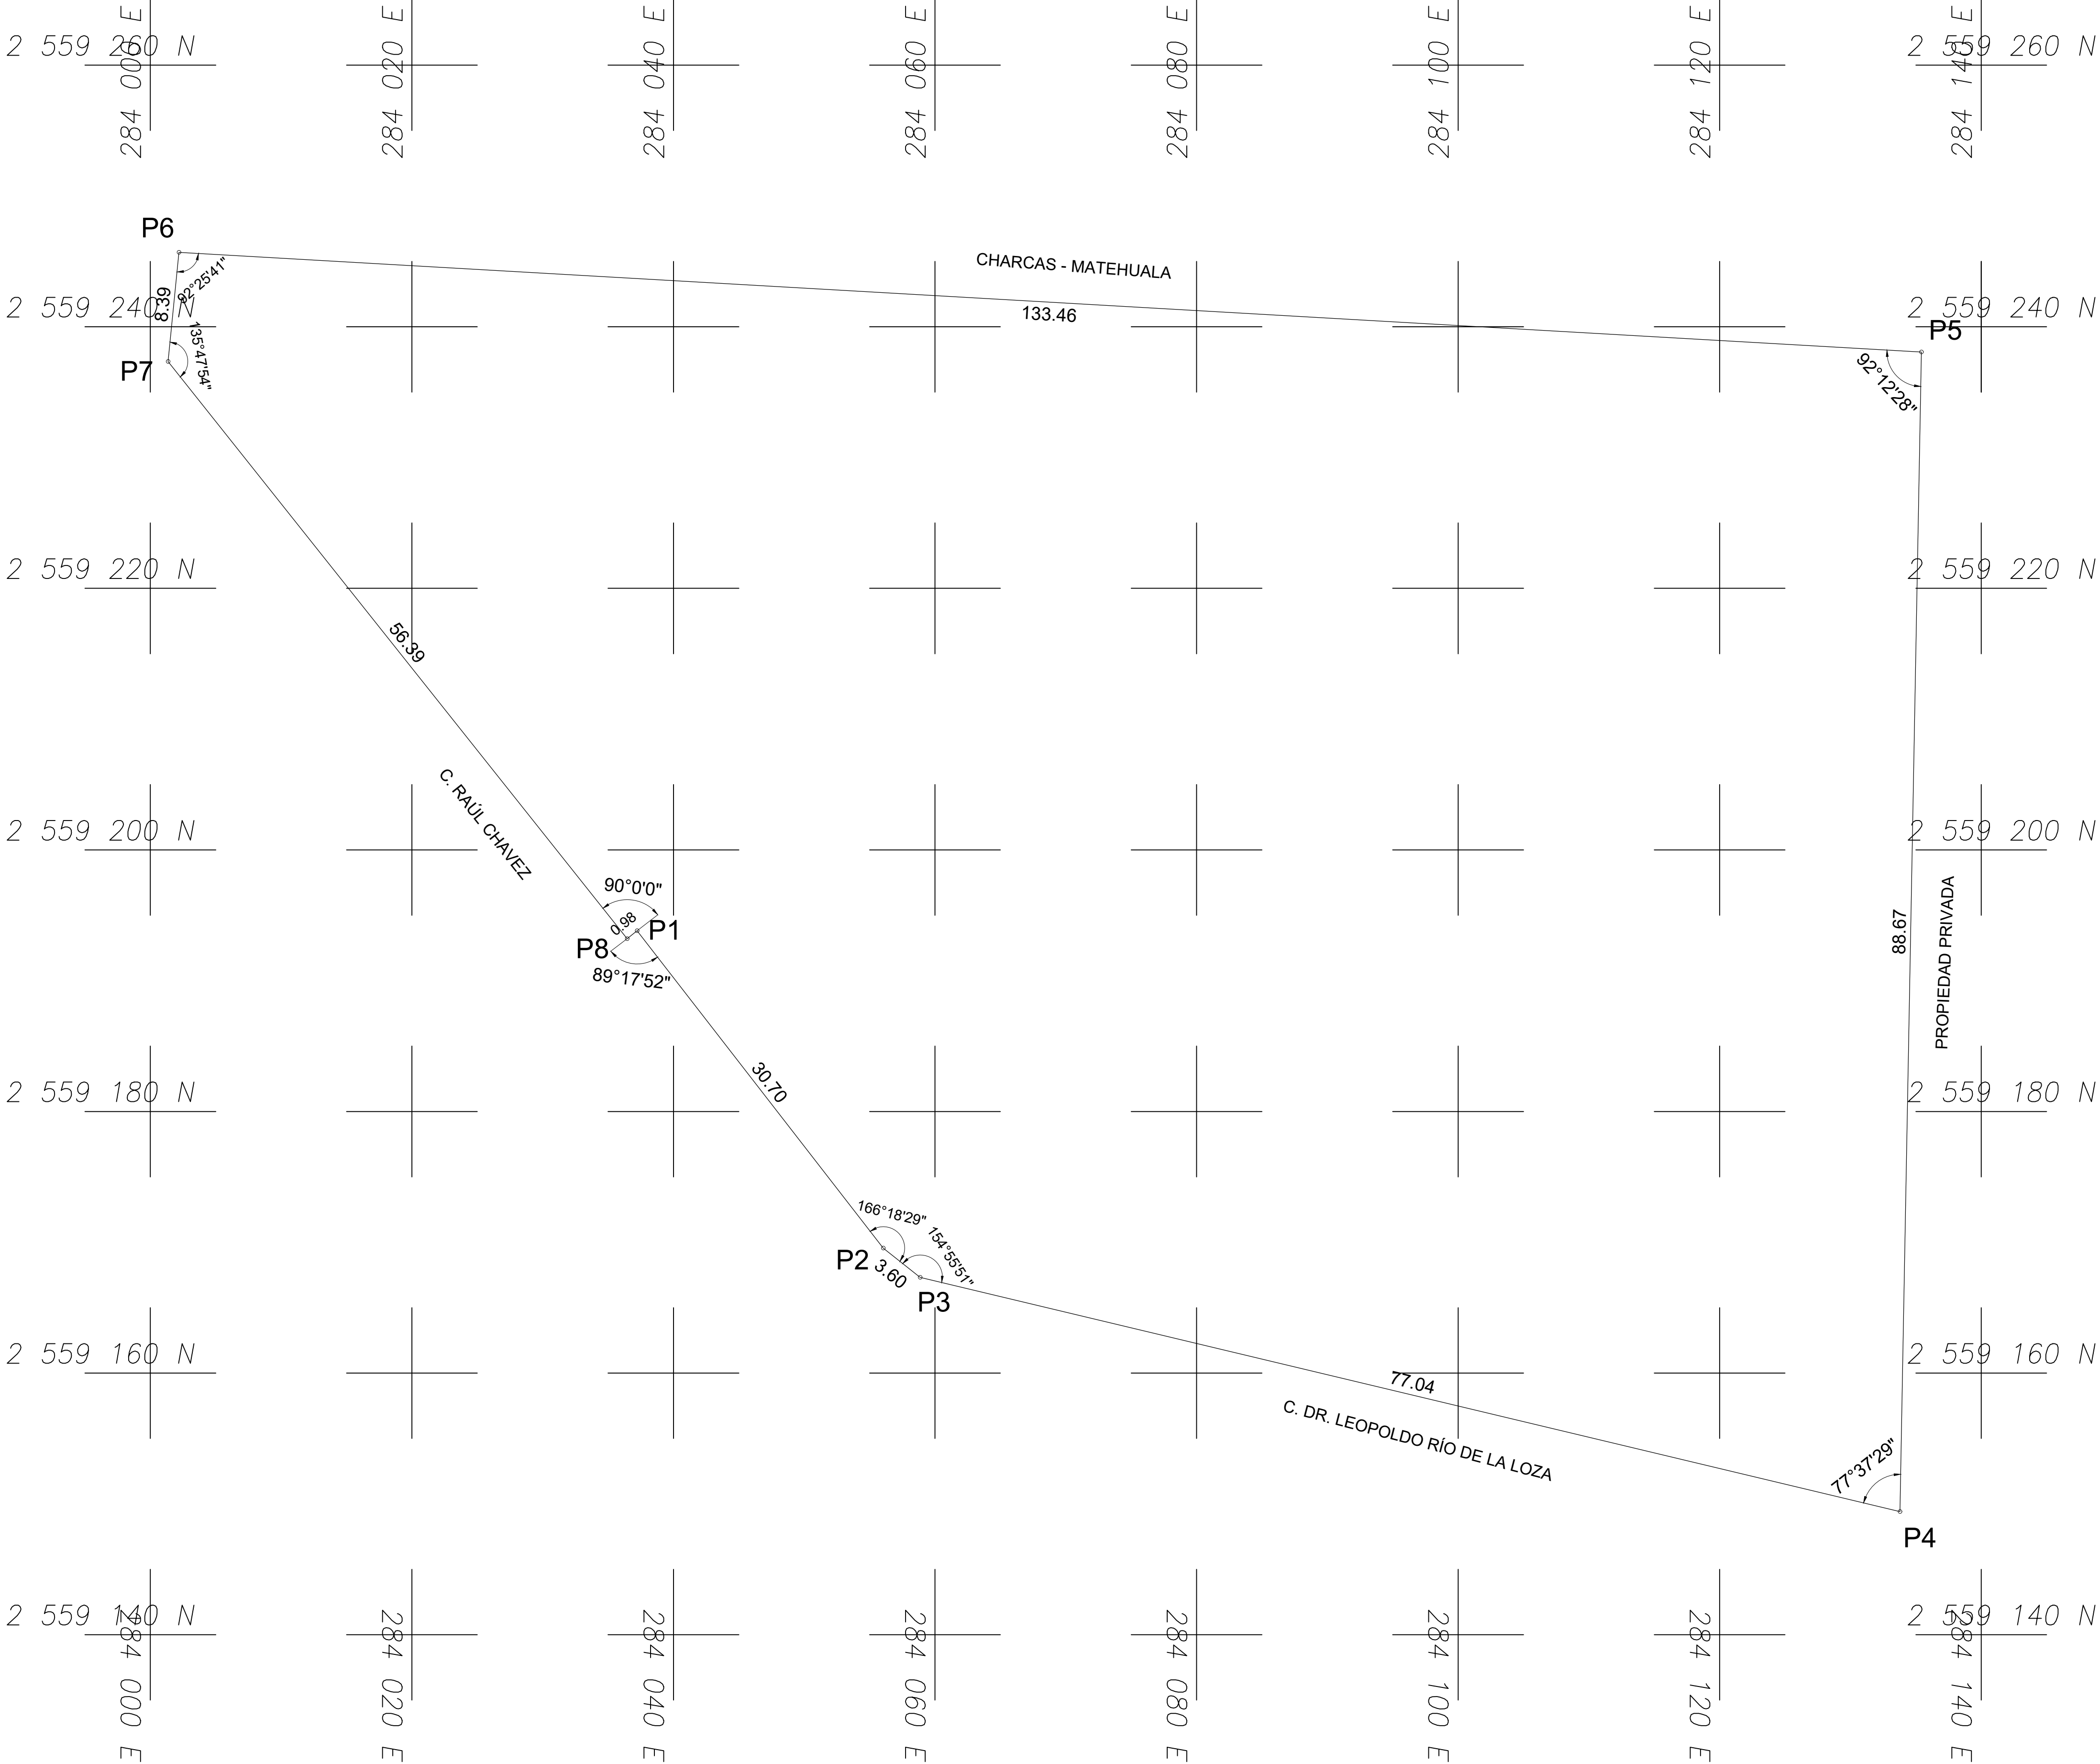 284 000 E
284 020 E
284 040 E
284 060 E
284 080 E
284 100 E
284 120 E
284 140 E
2 559 260 N
2 559 260 N
P6
92°25'41"
8.39
CHARCAS - MATEHUALA
133.46
2 559 240 N
2 559 240 N
P5
92°12'28"
P7
135°47'54"
2 559 220 N
2 559 220 N
56.39
C. RAÚL CHAVEZ
2 559 200 N
2 559 200 N
90°0'0"
0.98
P1
P8
89°17'52"
88.67
PROPIEDAD PRIVADA
30.70
2 559 180 N
2 559 180 N
166°18'29"
154°55'51"
P2
3.60
P3
2 559 160 N
2 559 160 N
77.04
C. DR. LEOPOLDO RÍO DE LA LOZA
77°37'29"
P4
2 559 140 N
2 559 140 N
284 000 E
284 020 E
284 040 E
284 060 E
284 080 E
284 100 E
284 120 E
284 140 E